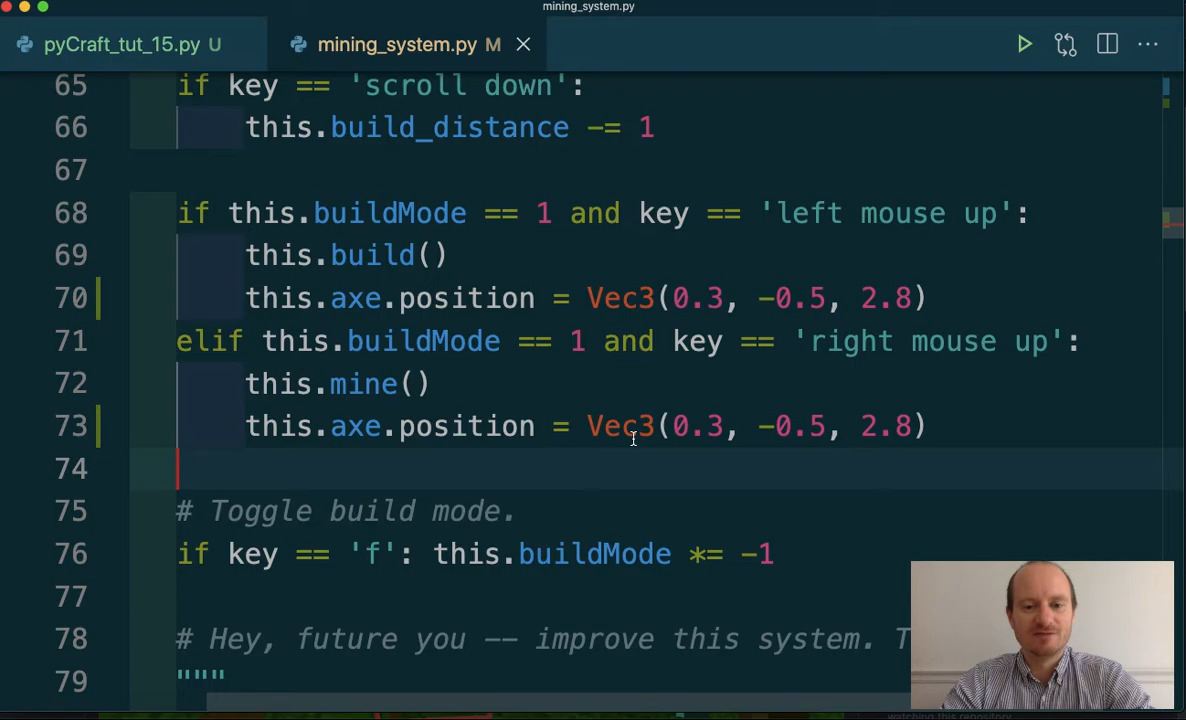 mining_system.py
pyCraft_tut_15.py U
mining_system.py M
65 if key == 'scroll down':
66 this.build_distance -= 1
67
68 if this.buildMode == 1 and key == 'left mouse up':
69 this.build()
70 this.axe.position = Vec3(0.3, -0.5, 2.8)
71 elif this.buildMode == 1 and key == 'right mouse up':
72 this.mine()
73 this.axe.position = Vec3(0.3, -0.5, 2.8)
74
75 # Toggle build mode.
76 if key == 'f': this.buildMode *= -1
77
78 # Hey, future you -- improve this system. T
79 """
watching this repository